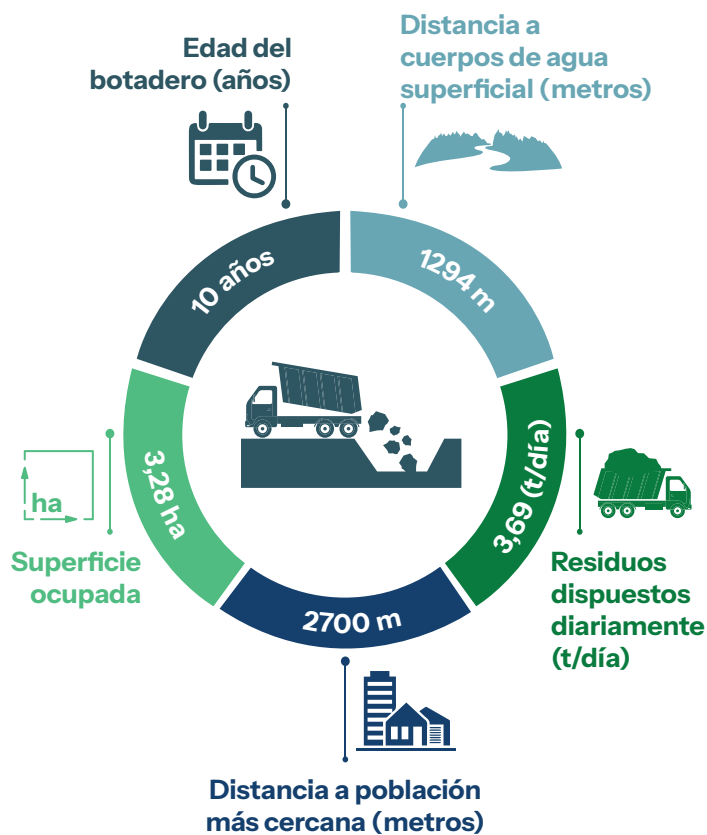 Edad del
botadero (años)
Distancia a
cuerpos de agua
superficial (metros)
10 años
1294 m
3,28 ha
3,69 (t/día)
2700 m
ha
Superficie
ocupada
Residuos
dispuestos
diariamente
(t/día)
Distancia a población
más cercana (metros)